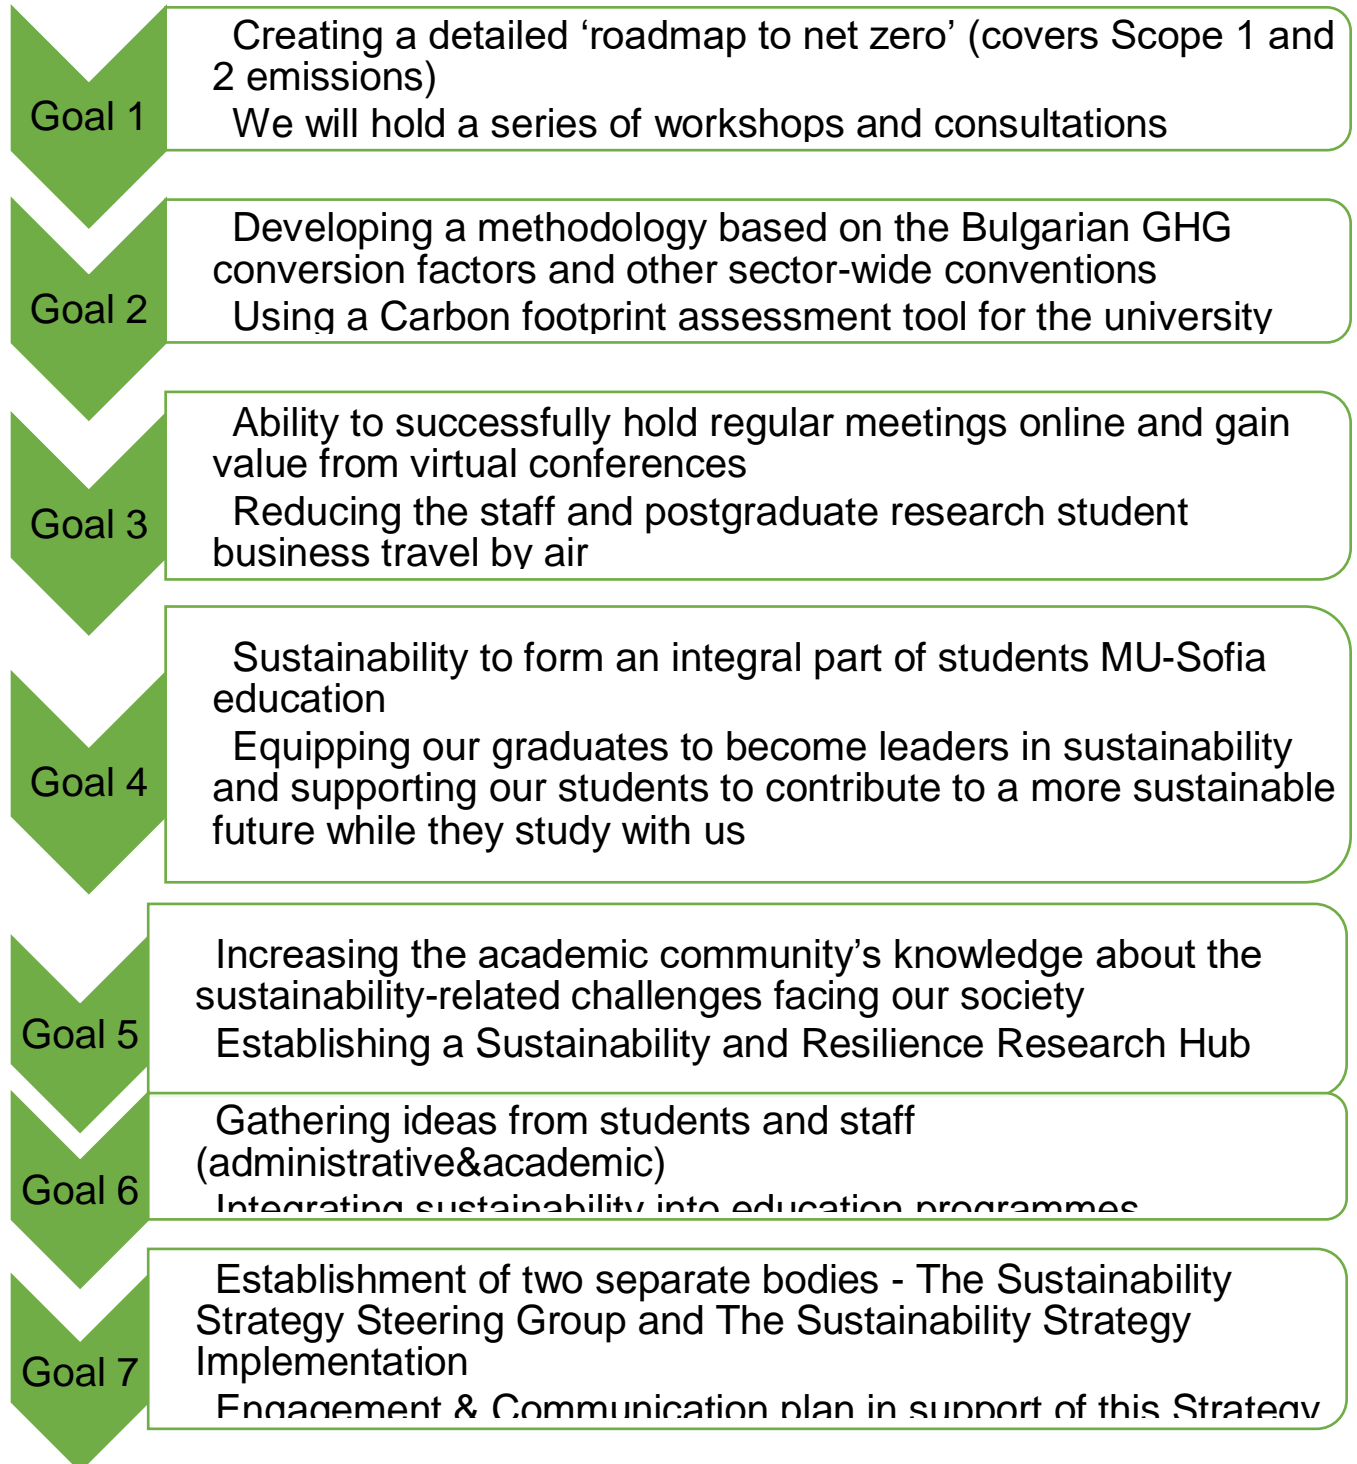 Goal 1
Creating a detailed ‘roadmap to net zero’ (covers Scope 1 and
2 emissions)
We will hold a series of workshops and consultations
Goal 2
Developing a methodology based on the Bulgarian GHG
conversion factors and other sector-wide conventions
Using a Carbon footprint assessment tool for the university
Goal 3
Ability to successfully hold regular meetings online and gain
value from virtual conferences
Reducing the staff and postgraduate research student
business travel by air
Goal 4
Sustainability to form an integral part of students MU-Sofia
education
Equipping our graduates to become leaders in sustainability
and supporting our students to contribute to a more sustainable
future while they study with us
Goal 5
Increasing the academic community’s knowledge about the
sustainability-related challenges facing our society
Establishing a Sustainability and Resilience Research Hub
Goal 6
Gathering ideas from students and staff
(administrative&academic)
Integrating sustainability into education programmes
Goal 7
Establishment of two separate bodies - The Sustainability
Strategy Steering Group and The Sustainability Strategy
Implementation
Engagement & Communication plan in support of this Strategy